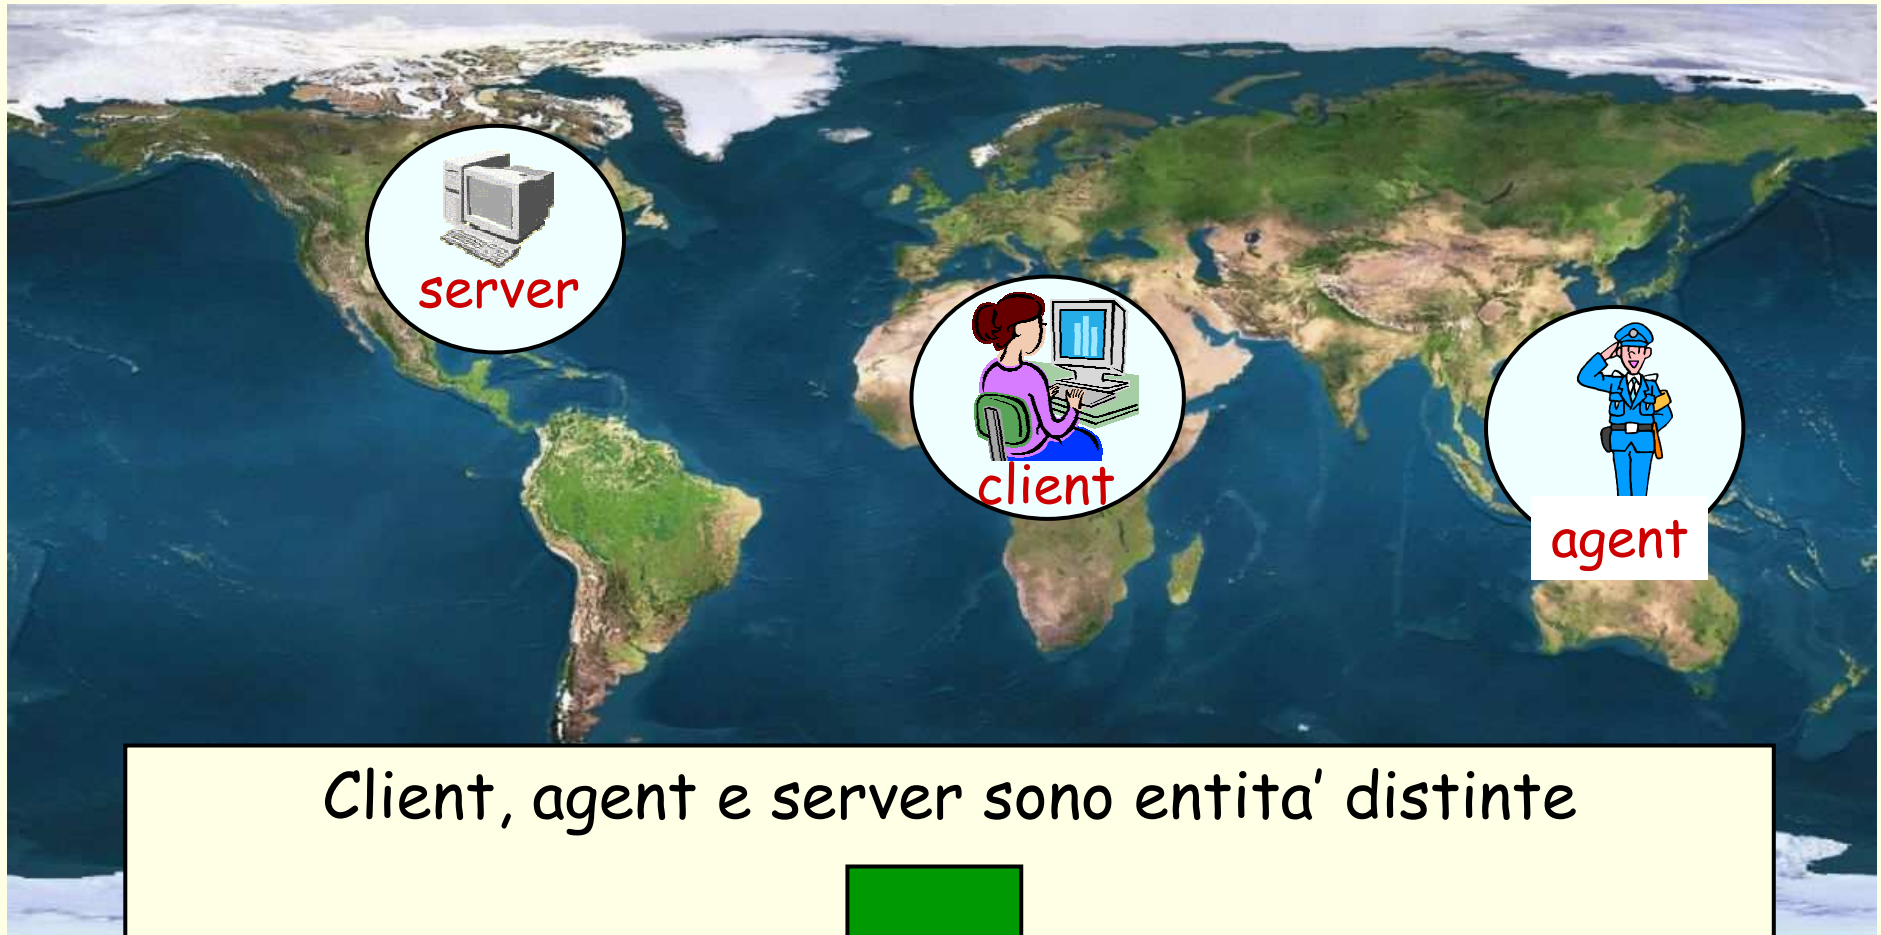 server
client
agent
Client, agent e server sono entita’ distinte